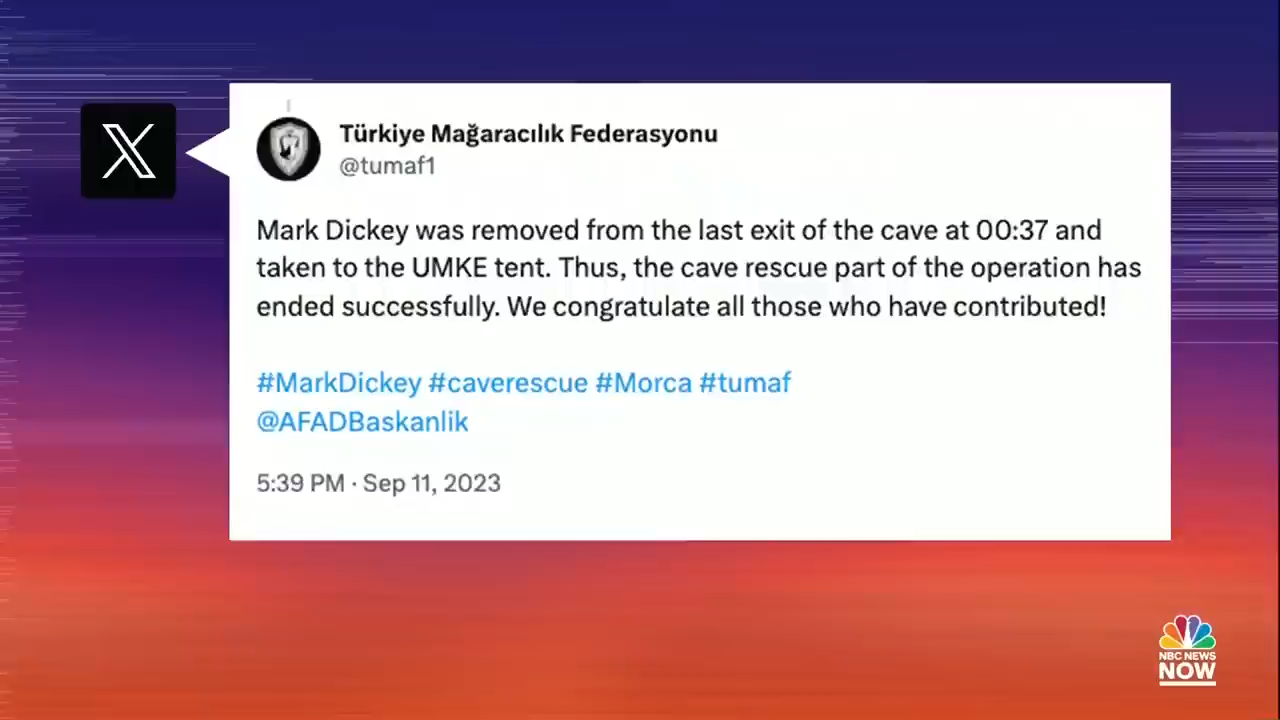 Türkiye Mağaracılık Federasyonu
@tumaf1
Mark Dickey was removed from the last exit of the cave at 00:37 and
taken to the UMKE tent. Thus, the cave rescue part of the operation has
ended successfully. We congratulate all those who have contributed!
#MarkDickey #caverescue #Morca #tumaf
@AFADBaskanlik
5:39 PM · Sep 11, 2023
NBC NEWS
NOW